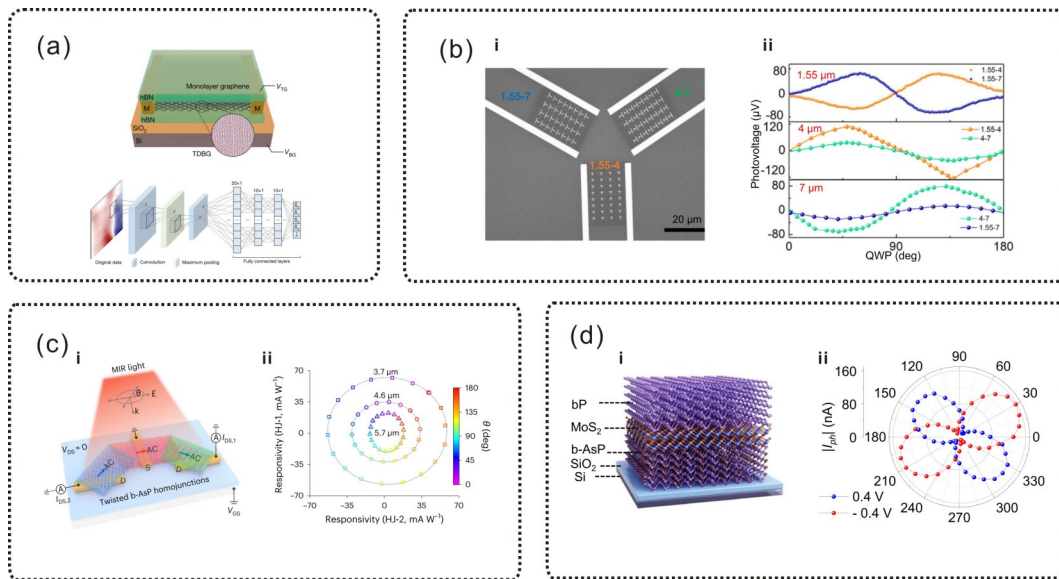 (a)
Monolayer graphene
V_TG
hBN
M
M
hBN
SiO₂
Si
TDBG
V_BG
20×1
10×1
10×1
Original data
Convolution
Maximum pooling
Fully connected layers
(b)
i
1.55-7
4-7
1.55-4
20 μm
ii
Photovoltage (μV)
80
0
-80
1.55 μm
1.55-4
1.55-7
120
0
-120
4 μm
1.55-4
4-7
80
0
-80
7 μm
4-7
1.55-7
0
90
180
QWP (deg)
(c)
i
MIR light
θ
E
k
V_DS = 0
A
I_DS,1
AC
AC
AC
S
D
D
A
I_DS,2
Twisted b-AsP homojunctions
V_GS
ii
Responsivity (HJ-1, mA W⁻¹)
70
35
0
-35
-70
3.7 μm
4.6 μm
5.7 μm
-70
-35
0
35
70
Responsivity (HJ-2, mA W⁻¹)
180
144
108
72
36
0
θ (deg)
(d)
i
bP
MoS₂
b-AsP
SiO₂
Si
ii
|I_ph| (nA)
160
80
0
80
160
90
60
30
0
330
300
270
240
210
180
150
120
0.4 V
- 0.4 V